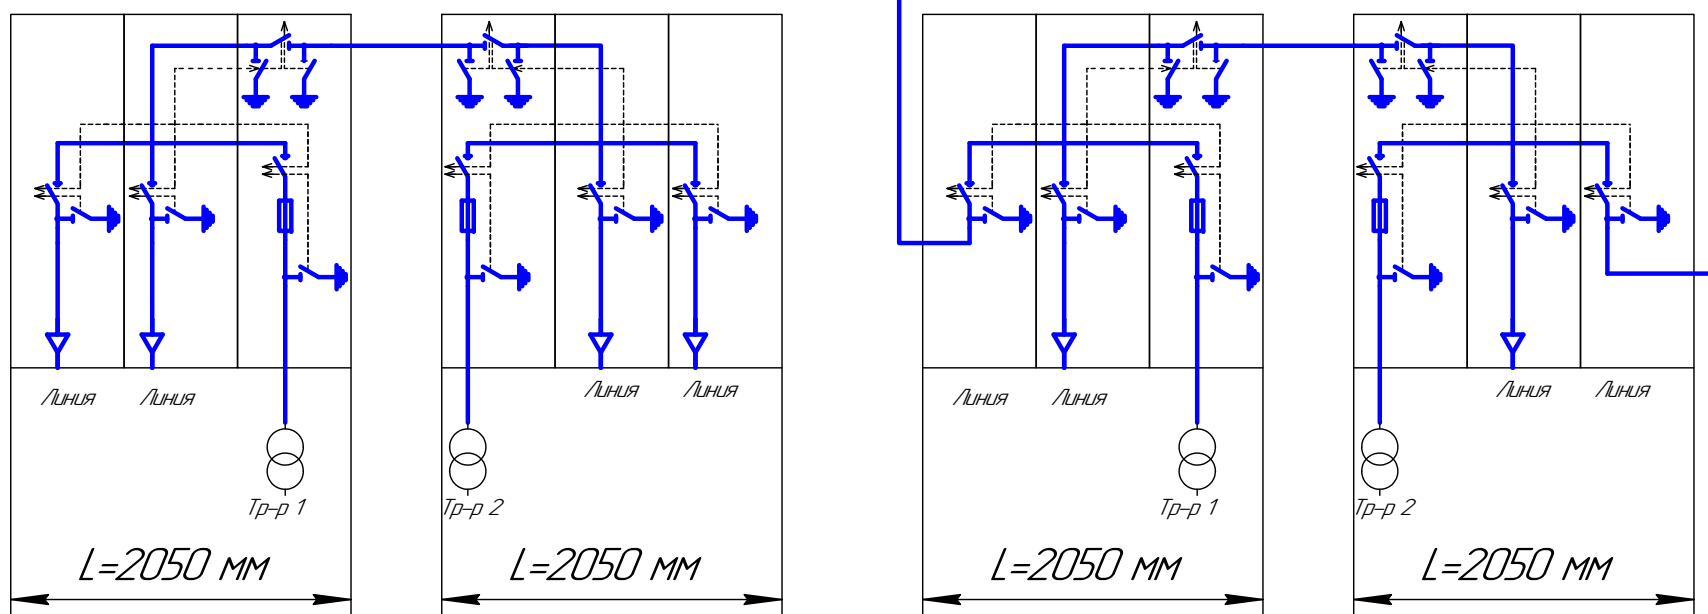 Линия Линия Линия Линия Линия Линия Линия Линия
Тр-р 1 Тр-р 2 Тр-р 1 Тр-р 2
L=2050 мм L=2050 мм L=2050 мм L=2050 мм